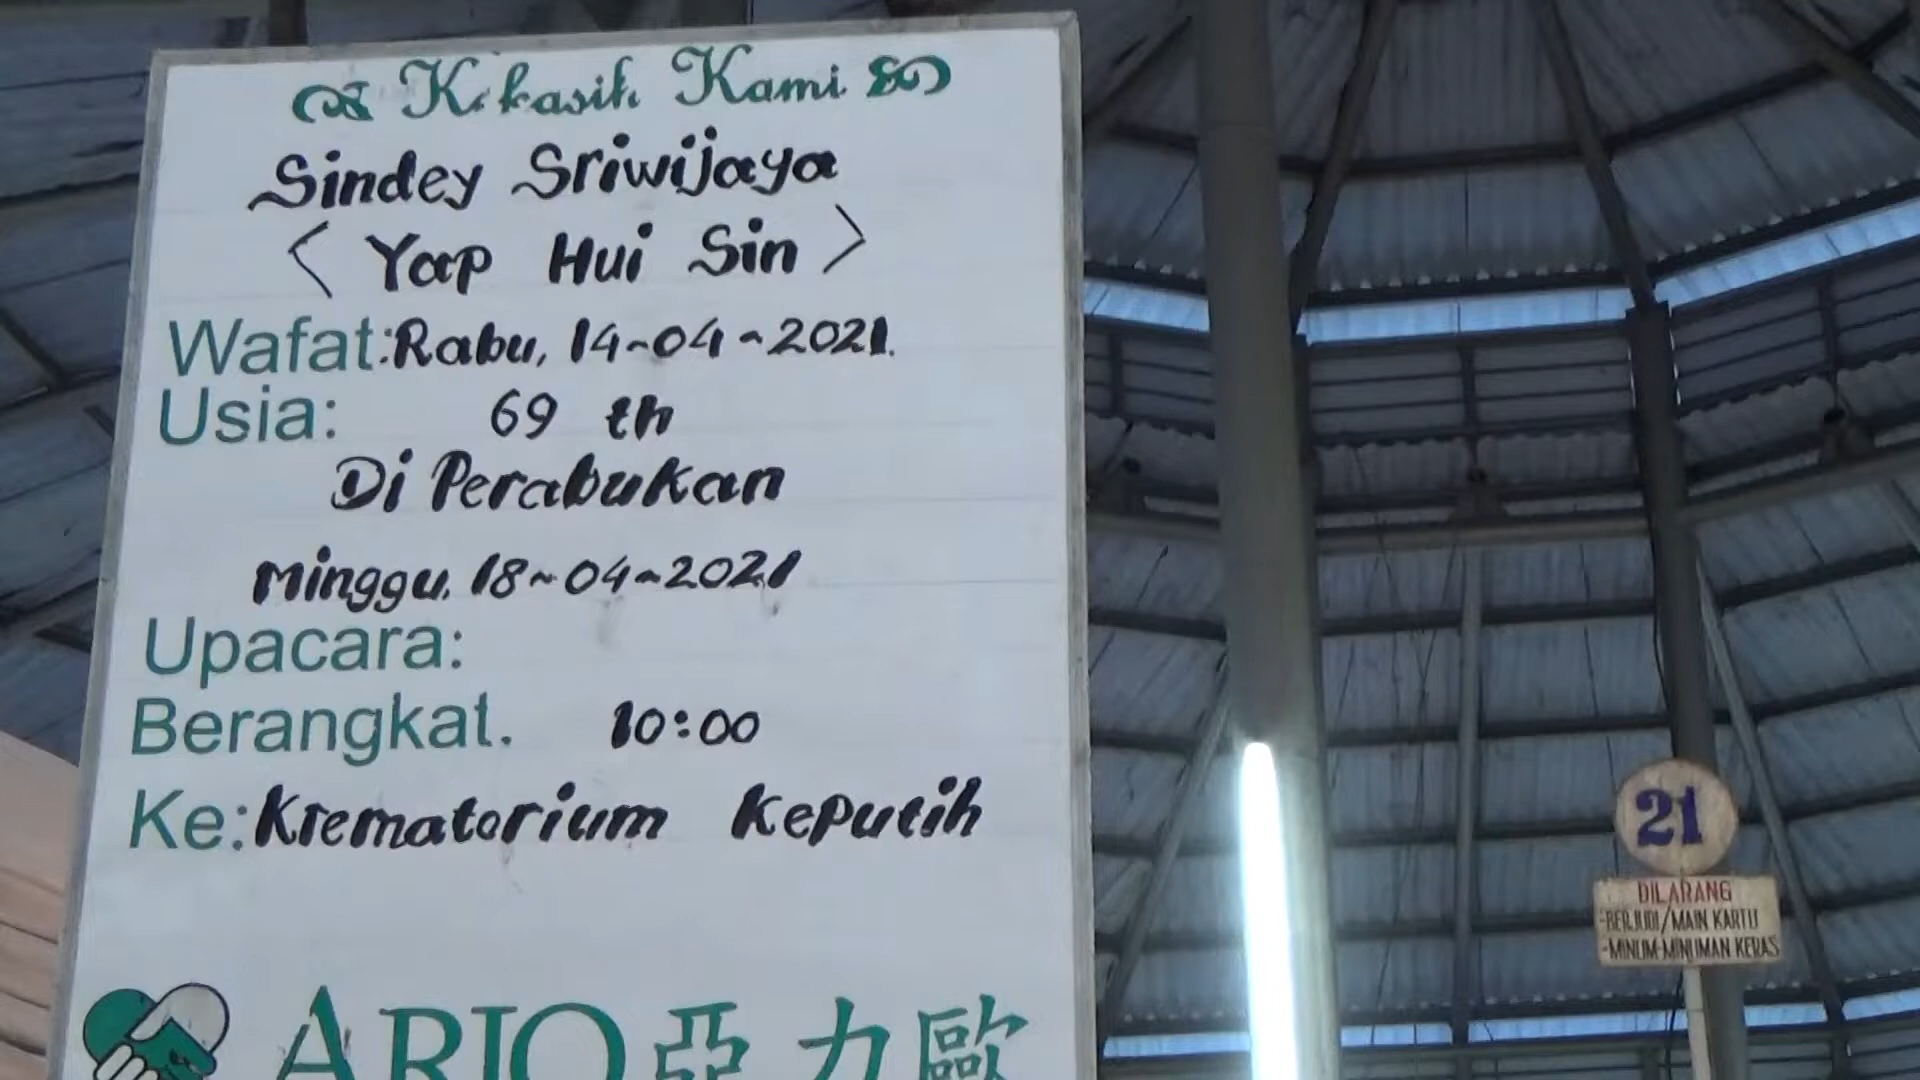 Kekasih Kami
Sindey Sriwijaya
< Yap Hui Sin >
Wafat: Rabu, 14-04-2021.
Usia: 69 th
Di Perabukan
Minggu, 18-04-2021
Upacara:
Berangkat. 10:00
Ke: Krematorium Keputih
ARIO 亞力歐
21
DILARANG
-BERJUDI/MAIN KARTU
-MINUM-MINUMAN KERAS